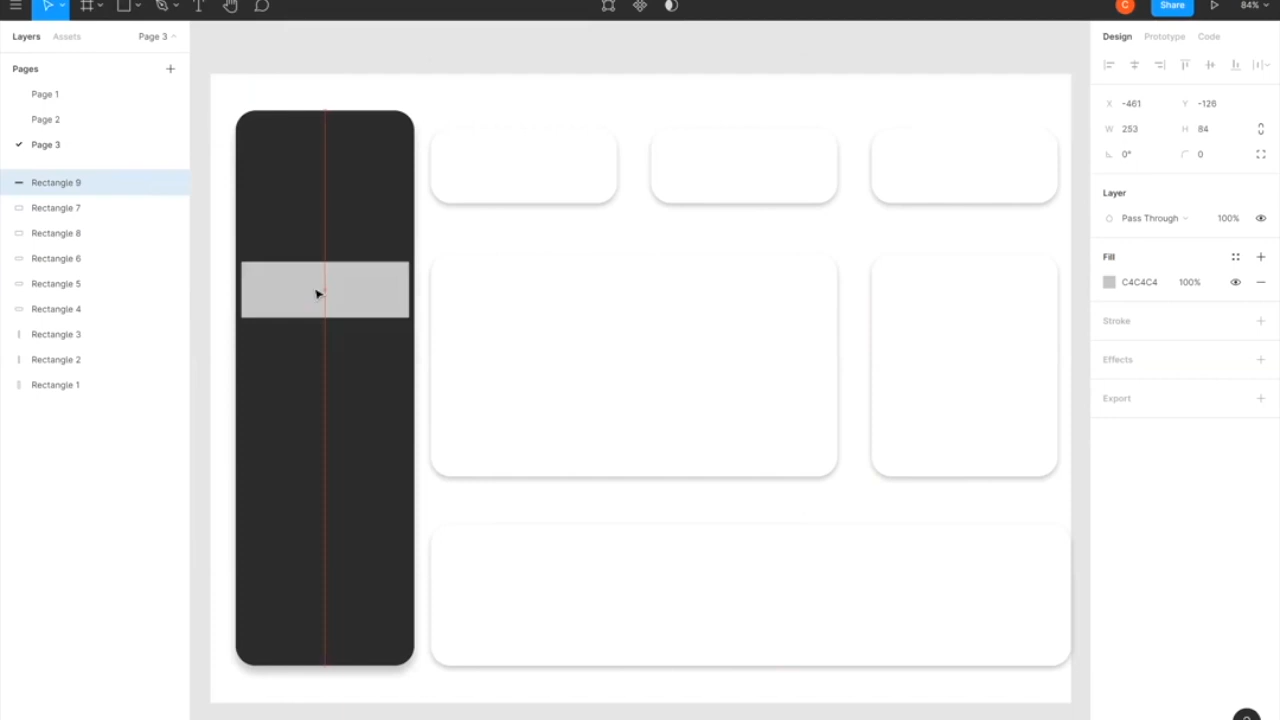 C
Share
84%
Layers
Assets
Page 3
Design
Prototype
Code
Pages
Page 1
Page 2
Page 3
X -461
Y -126
W 253
H 84
0°
0
Rectangle 9
Rectangle 7
Rectangle 8
Rectangle 6
Rectangle 5
Rectangle 4
Rectangle 3
Rectangle 2
Rectangle 1
Layer
Pass Through
100%
Fill
C4C4C4
100%
Stroke
Effects
Export